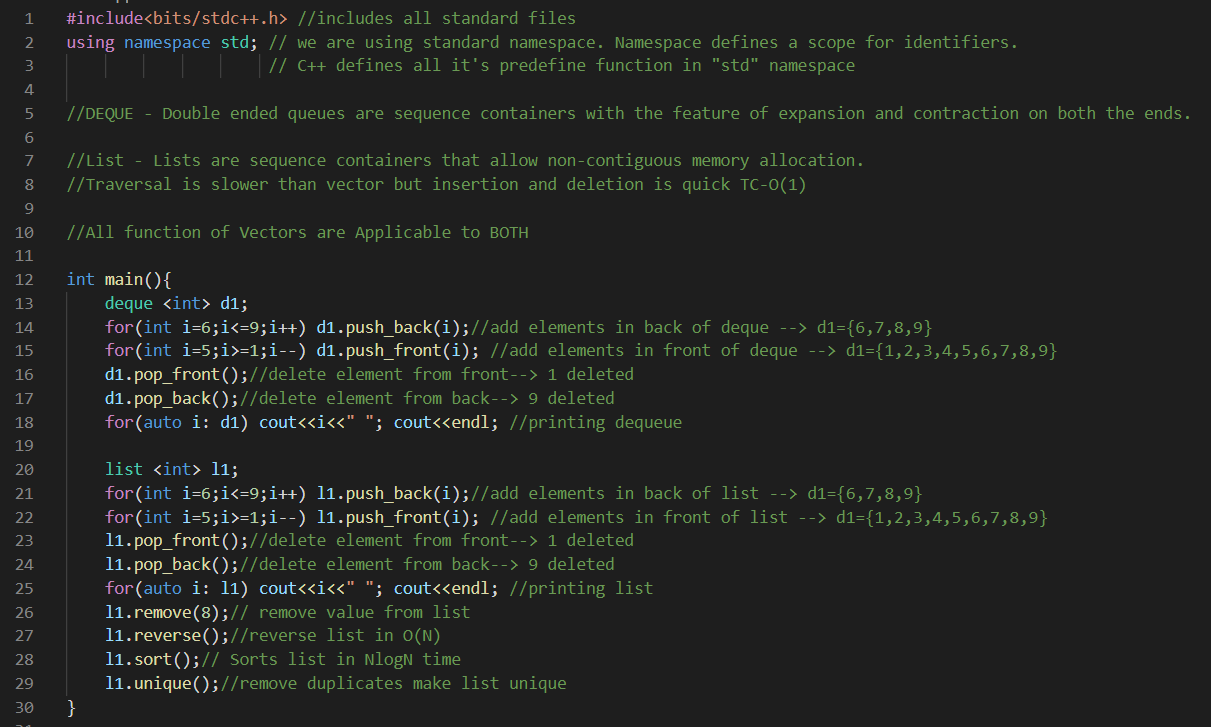 1 #include<bits/stdc++.h> //includes all standard files
2 using namespace std; // we are using standard namespace. Namespace defines a scope for identifiers.
3 // C++ defines all it's predefine function in "std" namespace
4
5 //DEQUE - Double ended queues are sequence containers with the feature of expansion and contraction on both the ends.
6
7 //List - Lists are sequence containers that allow non-contiguous memory allocation.
8 //Traversal is slower than vector but insertion and deletion is quick TC-O(1)
9
10 //All function of Vectors are Applicable to BOTH
11
12 int main(){
13 deque <int> d1;
14 for(int i=6;i<=9;i++) d1.push_back(i);//add elements in back of deque --> d1={6,7,8,9}
15 for(int i=5;i>=1;i--) d1.push_front(i); //add elements in front of deque --> d1={1,2,3,4,5,6,7,8,9}
16 d1.pop_front();//delete element from front--> 1 deleted
17 d1.pop_back();//delete element from back--> 9 deleted
18 for(auto i: d1) cout<<i<<" "; cout<<endl; //printing dequeue
19
20 list <int> l1;
21 for(int i=6;i<=9;i++) l1.push_back(i);//add elements in back of list --> d1={6,7,8,9}
22 for(int i=5;i>=1;i--) l1.push_front(i); //add elements in front of list --> d1={1,2,3,4,5,6,7,8,9}
23 l1.pop_front();//delete element from front--> 1 deleted
24 l1.pop_back();//delete element from back--> 9 deleted
25 for(auto i: l1) cout<<i<<" "; cout<<endl; //printing list
26 l1.remove(8);// remove value from list
27 l1.reverse();//reverse list in O(N)
28 l1.sort();// Sorts list in NlogN time
29 l1.unique();//remove duplicates make list unique
30 }